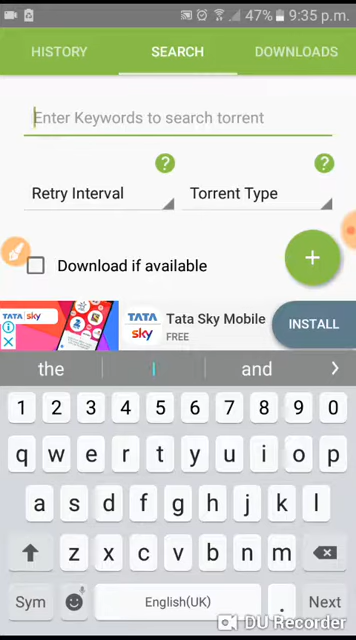 47% 9:35 p.m.
HISTORY SEARCH DOWNLOADS
Enter Keywords to search torrent
? ?
Retry Interval Torrent Type
+
Download if available
TATA sky
TATA sky
Tata Sky Mobile
FREE
INSTALL
the I and
1 2 3 4 5 6 7 8 9 0
q w e r t y u i o p
a s d f g h j k l
z x c v b n m
Sym English(UK) . Next
DU Recorder